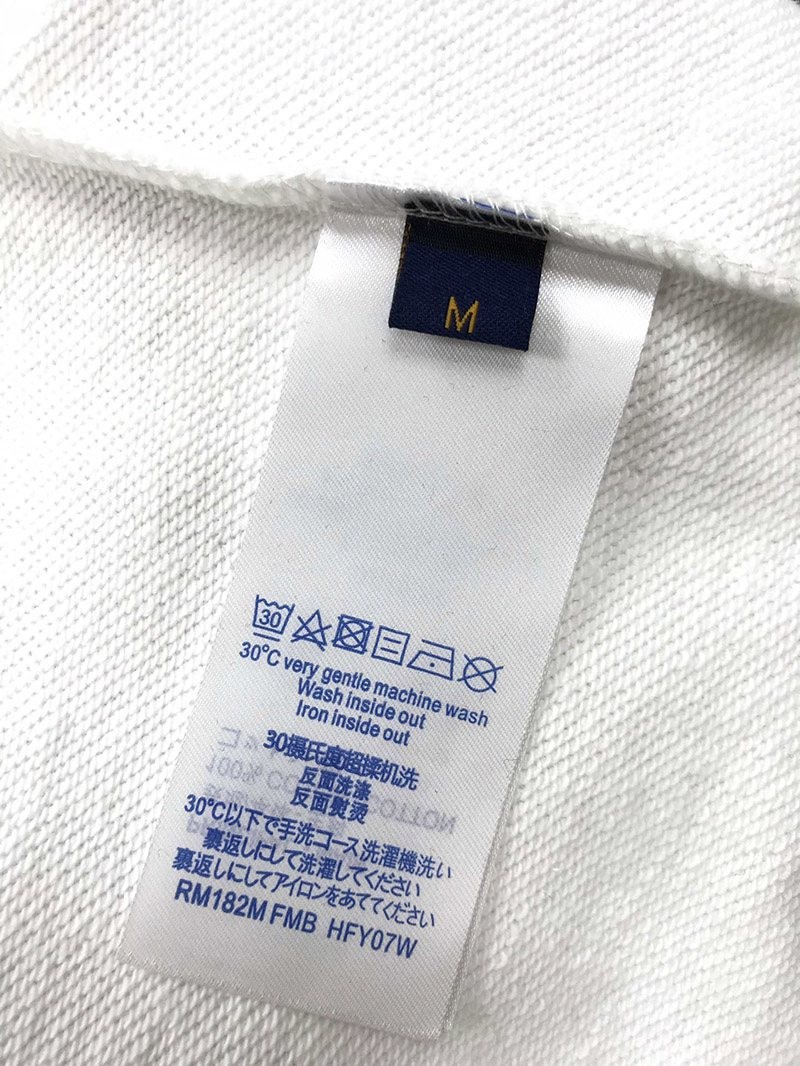 M
30
30°C very gentle machine wash
Wash inside out
Iron inside out
30摄氏度超揉机洗
反面洗涤
反面熨烫
30℃以下で手洗コース洗濯機洗い
裏返しにして洗濯してください
裏返しにしてアイロンをあててください
RM182M FMB HFY07W
100% CO COTTON